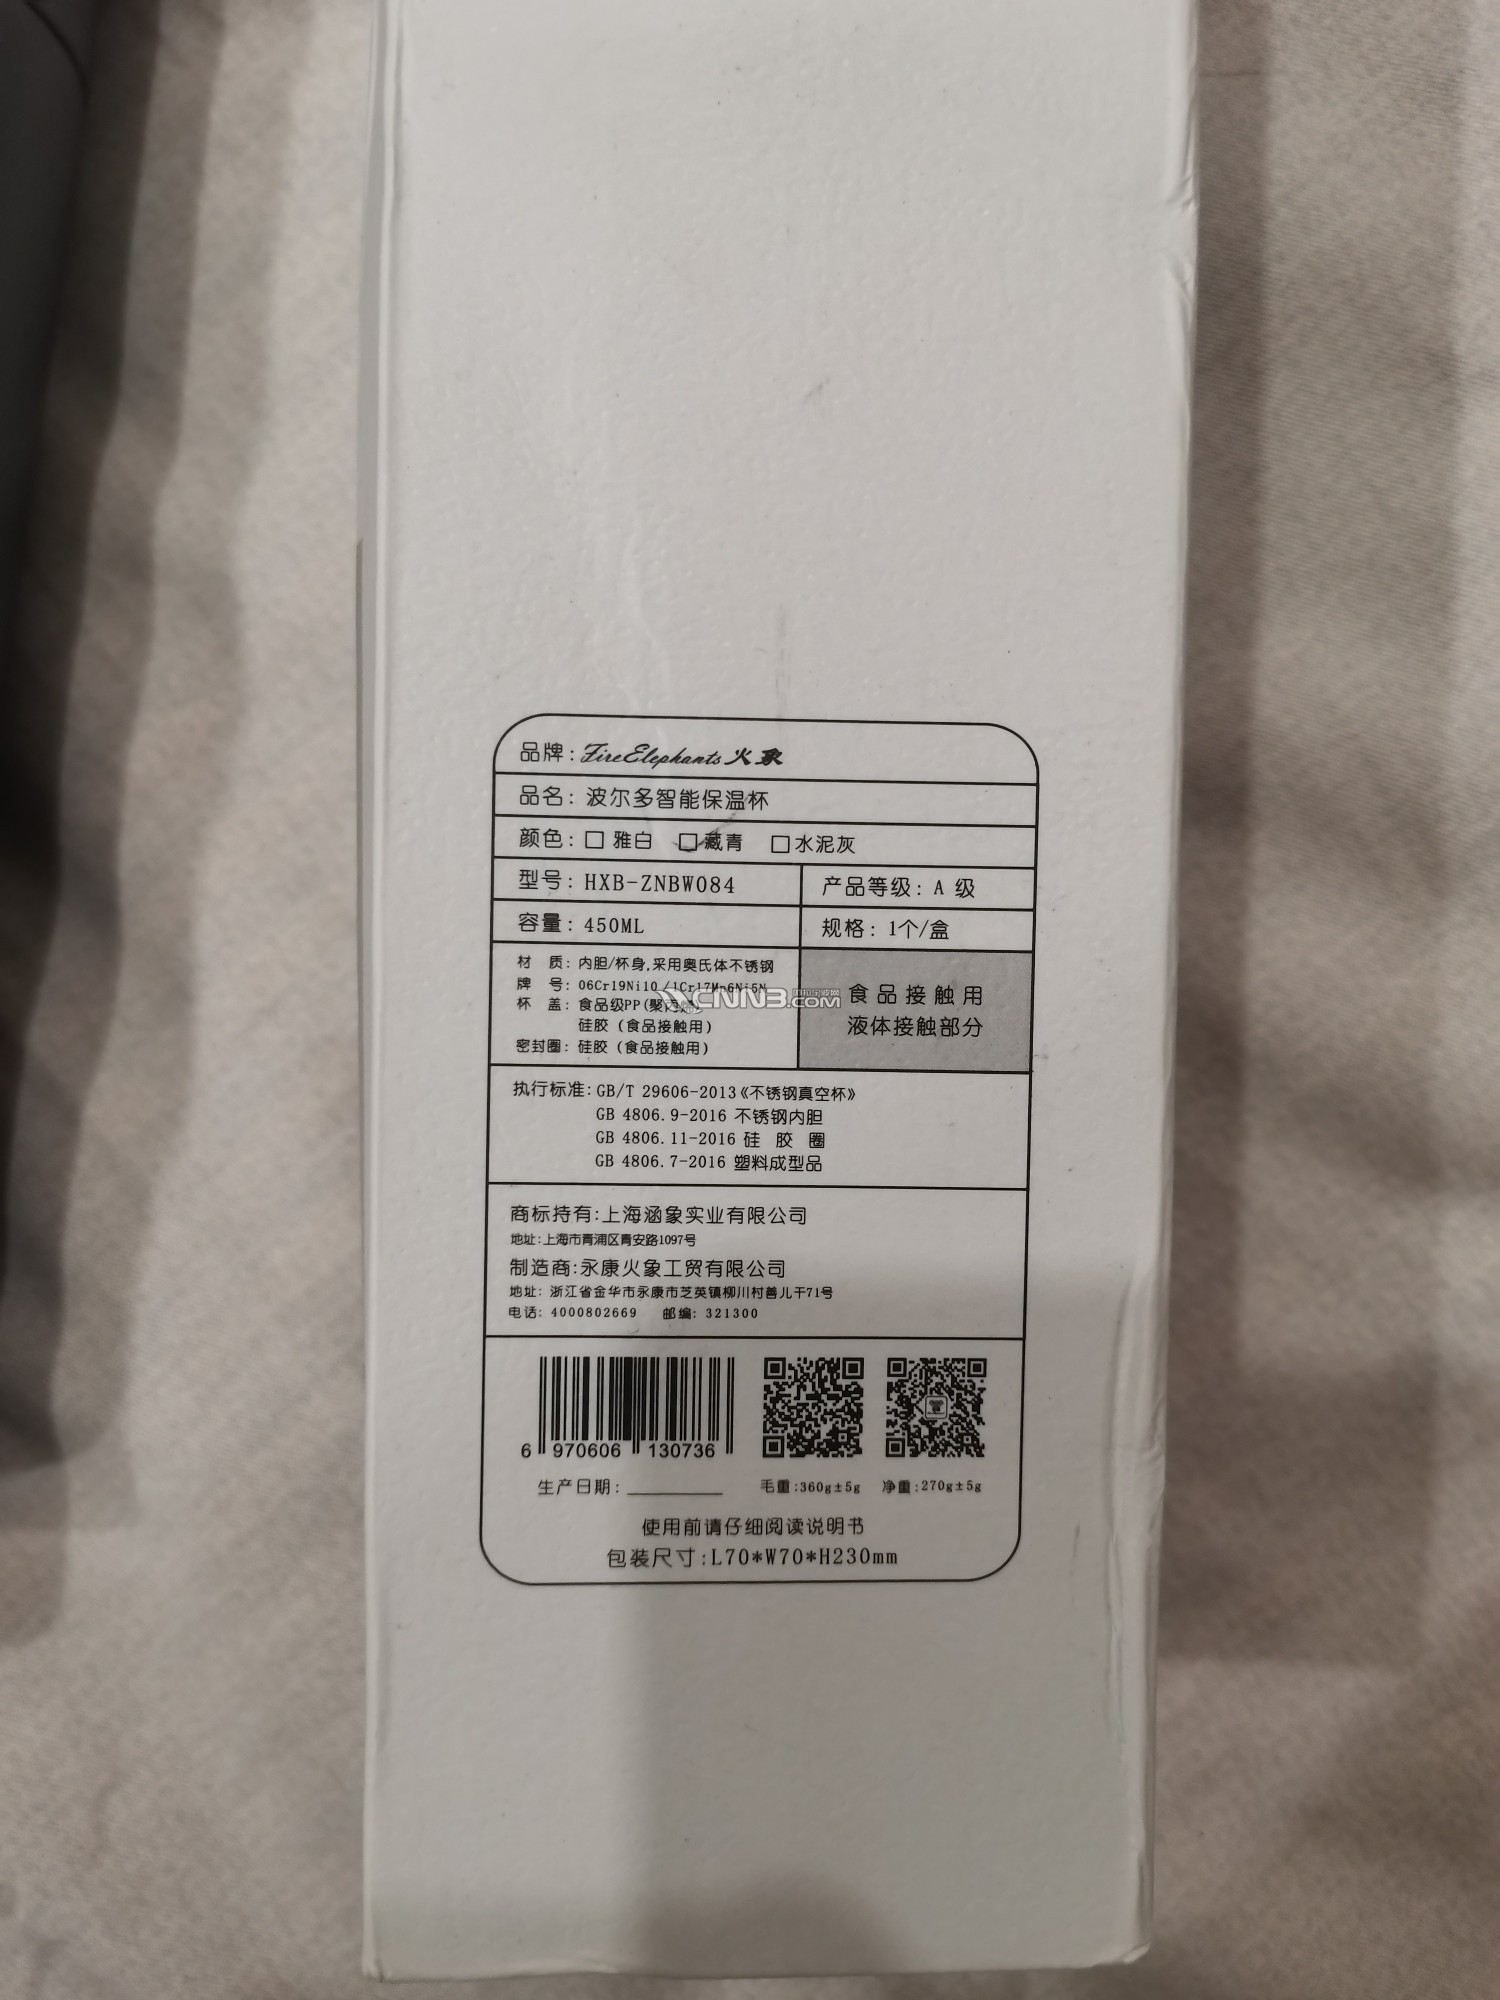 品牌: FireElephants 火象
品名: 波尔多智能保温杯
颜色: □ 雅白 □藏青 □水泥灰
型号: HXB-ZNBW084 产品等级: A 级
容量: 450ML 规格: 1个/盒
材 质: 内胆/杯身,采用奥氏体不锈钢
牌 号: 06Cr19Ni10/1Cr17Mn6Ni5N
杯 盖: 食品级PP(聚丙烯)
硅胶 (食品接触用)
密封圈: 硅胶 (食品接触用)
食品接触用
液体接触部分
CNNB.COM
执行标准: GB/T 29606-2013《不锈钢真空杯》
GB 4806.9-2016 不锈钢内胆
GB 4806.11-2016 硅 胶 圈
GB 4806.7-2016 塑料成型品
商标持有:上海涵象实业有限公司
地址:上海市青浦区青安路1097号
制造商:永康火象工贸有限公司
地址: 浙江省金华市永康市芝英镇柳川村善儿干71号
电话: 4000802669 邮编: 321300
6 970606 130736
生产日期:
毛重:360g±5g 净重:270g±5g
使用前请仔细阅读说明书
包装尺寸:L70*W70*H230mm